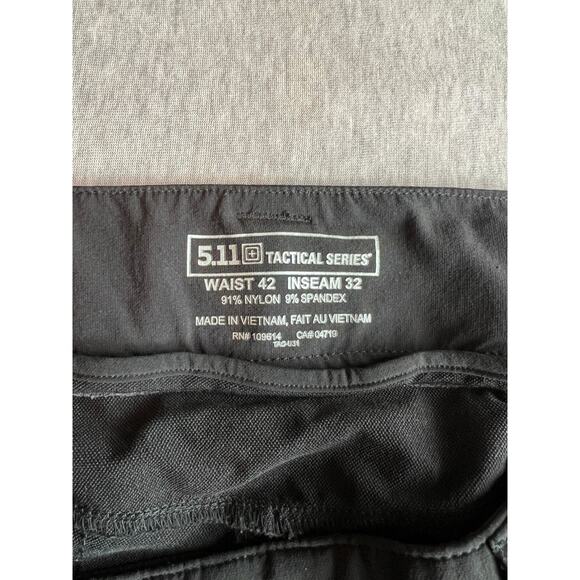 5.11 TACTICAL SERIES®
WAIST 42 INSEAM 32
91% NYLON 9% SPANDEX
MADE IN VIETNAM, FAIT AU VIETNAM
RN# 109614 CA# 04719